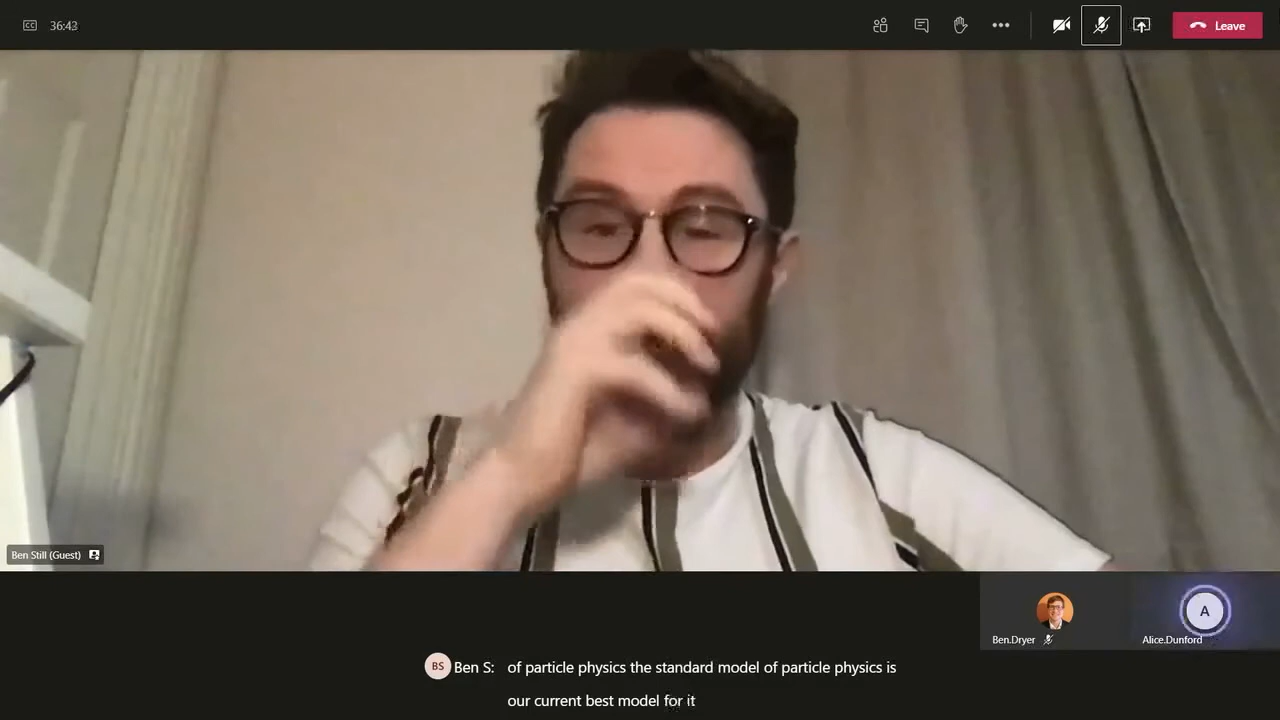 CC 36:43
Leave
Ben Still (Guest)
A
Ben.Dryer
Alice.Dunford
BS Ben S: of particle physics the standard model of particle physics is
our current best model for it